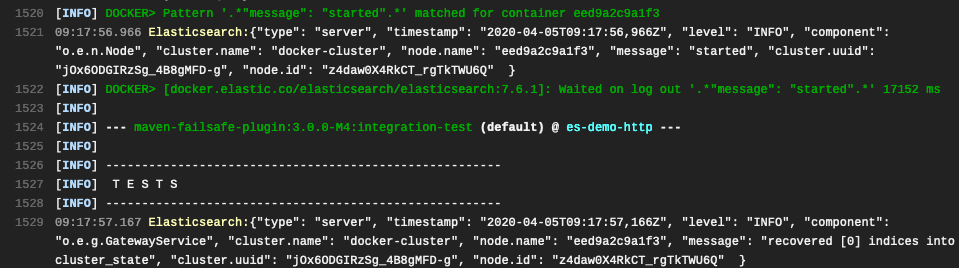 1520 [INFO] DOCKER> Pattern '.*"message": "started".*' matched for container eed9a2c9a1f3
1521 09:17:56.966 Elasticsearch:{"type": "server", "timestamp": "2020-04-05T09:17:56,966Z", "level": "INFO", "component":
"o.e.n.Node", "cluster.name": "docker-cluster", "node.name": "eed9a2c9a1f3", "message": "started", "cluster.uuid":
"jOx6ODGIRzSg_4B8gMFD-g", "node.id": "z4daw0X4RkCT_rgTkTWU6Q"  }
1522 [INFO] DOCKER> [docker.elastic.co/elasticsearch/elasticsearch:7.6.1]: Waited on log out '.*"message": "started".*' 17152 ms
1523 [INFO]
1524 [INFO] --- maven-failsafe-plugin:3.0.0-M4:integration-test (default) @ es-demo-http ---
1525 [INFO]
1526 [INFO] -------------------------------------------------------
1527 [INFO]  T E S T S
1528 [INFO] -------------------------------------------------------
1529 09:17:57.167 Elasticsearch:{"type": "server", "timestamp": "2020-04-05T09:17:57,166Z", "level": "INFO", "component":
"o.e.g.GatewayService", "cluster.name": "docker-cluster", "node.name": "eed9a2c9a1f3", "message": "recovered [0] indices into
cluster_state", "cluster.uuid": "jOx6ODGIRzSg_4B8gMFD-g", "node.id": "z4daw0X4RkCT_rgTkTWU6Q"  }